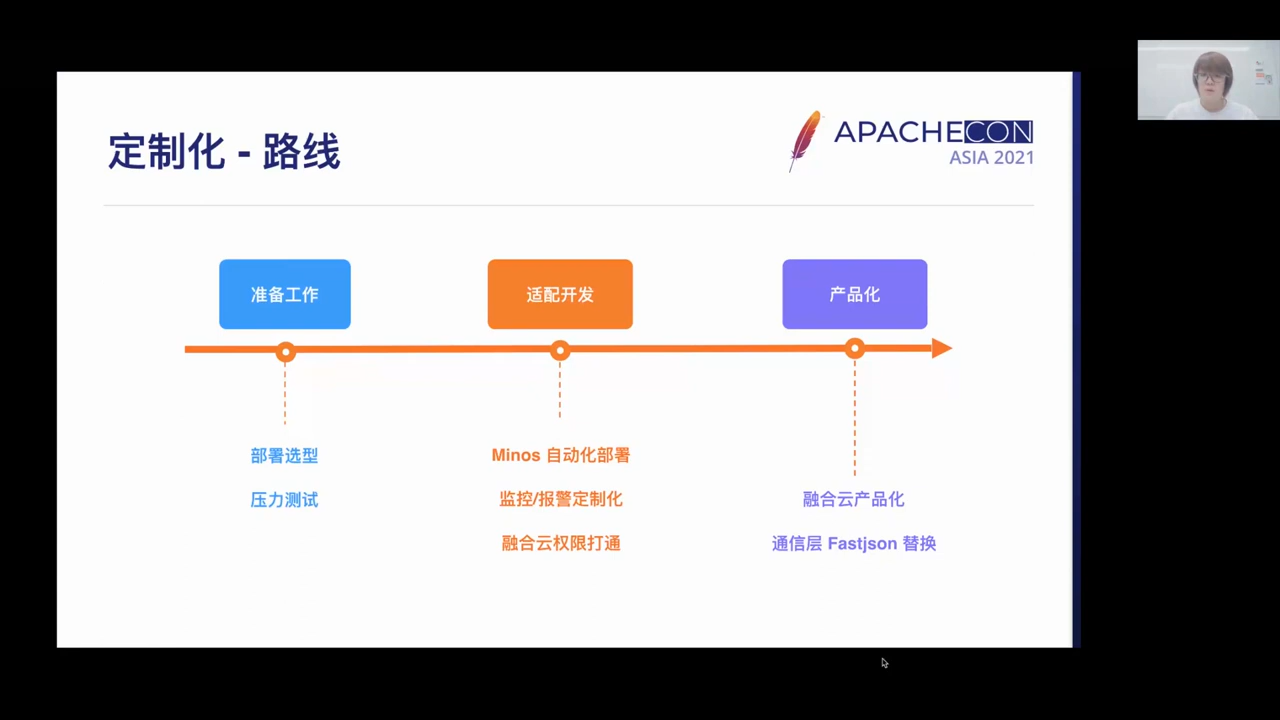 定制化 - 路线
APACHECON
ASIA 2021
准备工作
适配开发
产品化
部署选型
压力测试
Minos 自动化部署
监控/报警定制化
融合云权限打通
融合云产品化
通信层 Fastjson 替换